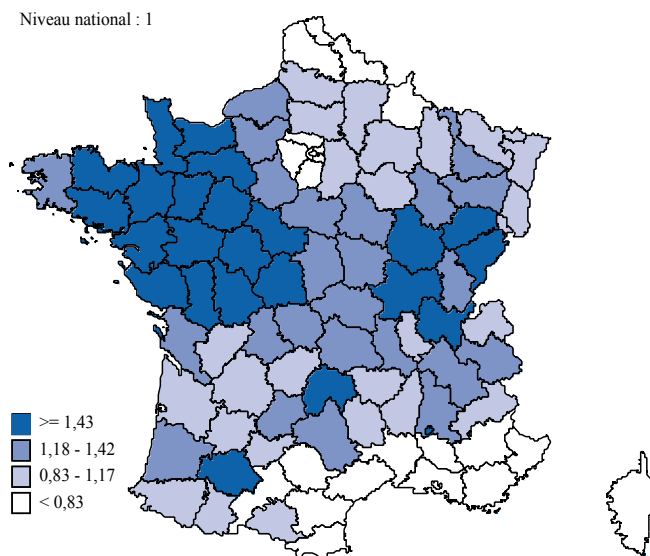 Niveau national : 1
>= 1,43
1,18 - 1,42
0,83 - 1,17
< 0,83